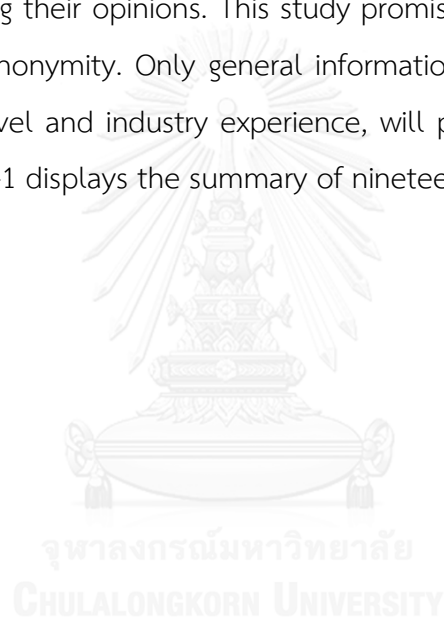 g their opinions. This study promis
nonymity. Only general informatio
vel and industry experience, will p
1 displays the summary of ninetee
จุฬาลงกรณ์มหาวิทยาลัย
CHULALONGKORN UNIVERSITY